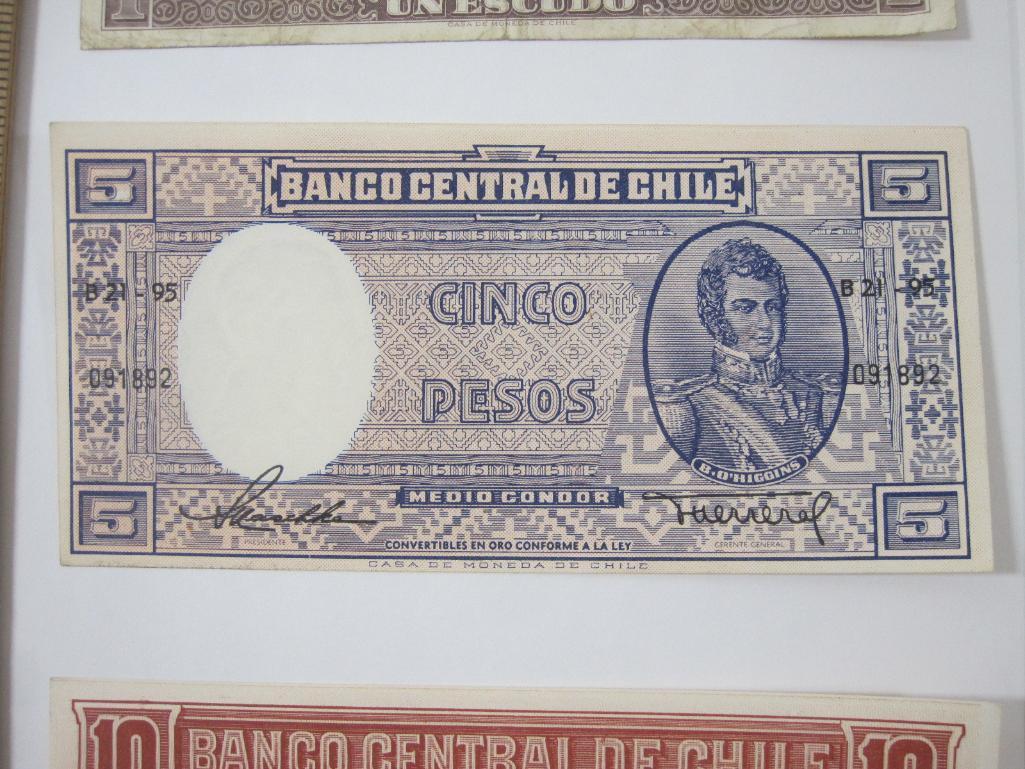 1 UN ESCUDO
CASA DE MONEDA DE CHILE
5 BANCO CENTRAL DE CHILE 5
B 21 - 95 B 21 - 95
CINCO
091892 091892
PESOS
B. O'HIGGINS
5 MEDIO CONDOR 5
PRESIDENTE CONVERTIBLES EN ORO CONFORME A LA LEY GERENTE GENERAL
CASA DE MONEDA DE CHILE
10 BANCO CENTRAL DE CHILE 10